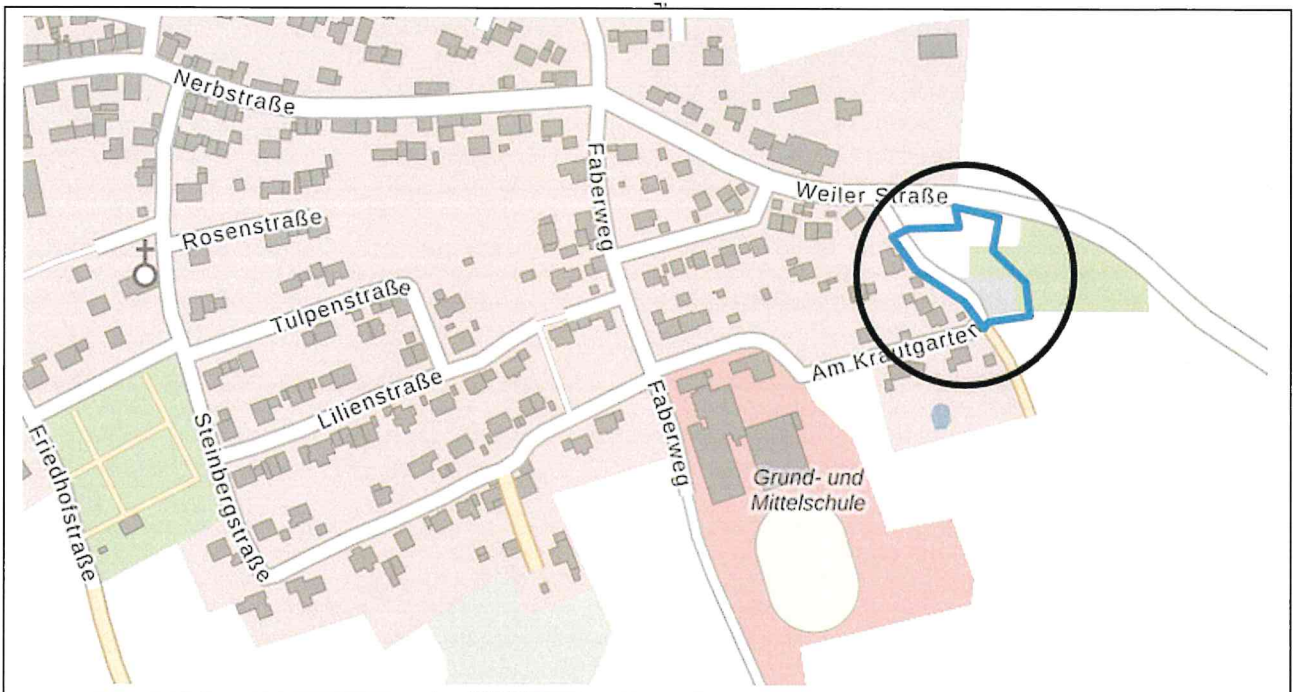 Nerbstraße
Weiler Straße
Faberweg
Rosenstraße
Tulpenstraße
Am Krautgarten
Lilienstraße
Faberweg
Steinbergstraße
Friedhofstraße
Grund- und
Mittelschule